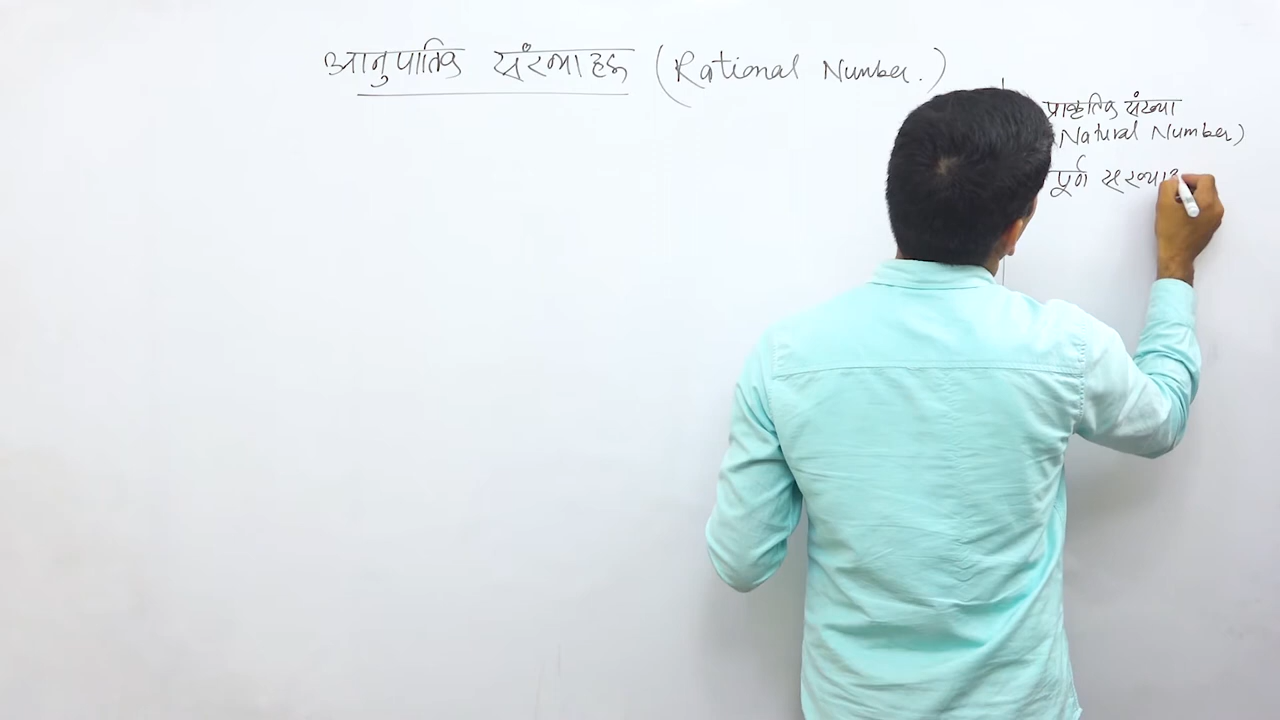 आनुपातिक संख्याहरू (Rational Number.)
प्राकृतिक संख्या
(Natural Number)
पूर्ण